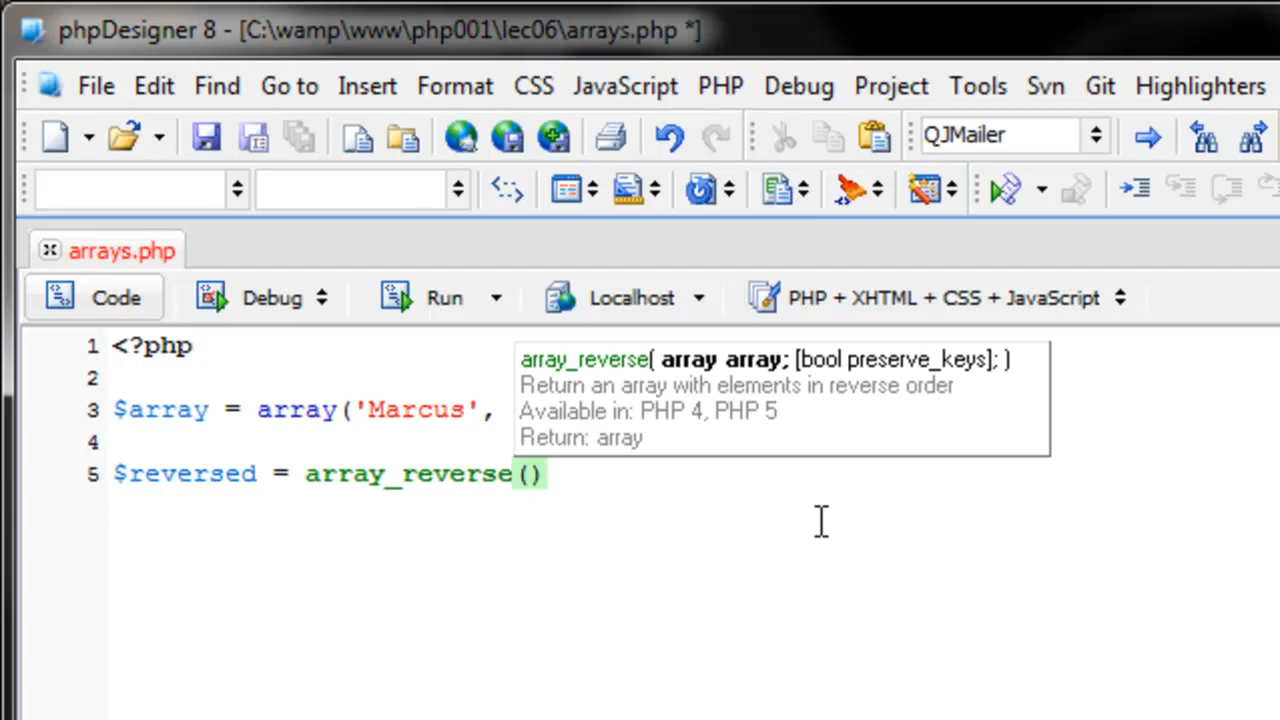 phpDesigner 8 - [C:\wamp\www\php001\lec06\arrays.php *]
File Edit Find Go to Insert Format CSS JavaScript PHP Debug Project Tools Svn Git Highlighters
QJMailer
arrays.php
Code Debug Run Localhost PHP + XHTML + CSS + JavaScript
1 <?php
2
3 $array = array('Marcus',
4
5 $reversed = array_reverse()
array_reverse( array array; [bool preserve_keys]; )
Return an array with elements in reverse order
Available in: PHP 4, PHP 5
Return: array